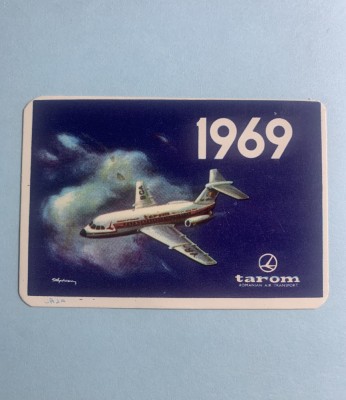 1969
tarom
ROMANIAN AIR TRANSPORT